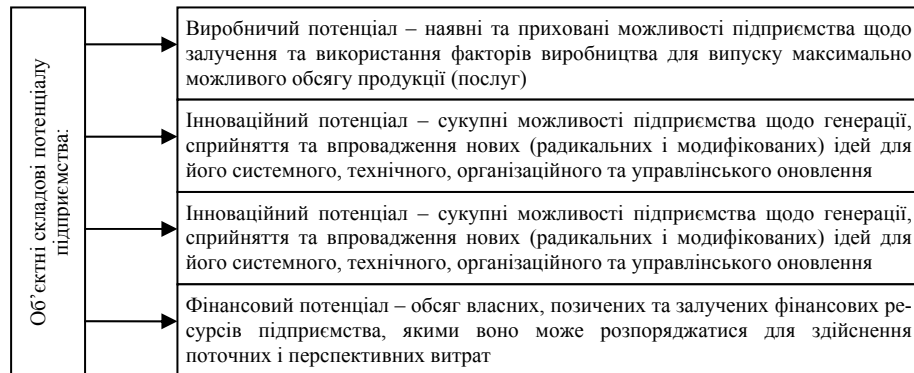 Об’єктні складові потенціалу
підприємства:
Виробничий потенціал – наявні та приховані можливості підприємства щодо
залучення та використання факторів виробництва для випуску максимально
можливого обсягу продукції (послуг)
Інноваційний потенціал – сукупні можливості підприємства щодо генерації,
сприйняття та впровадження нових (радикальних і модифікованих) ідей для
його системного, технічного, організаційного та управлінського оновлення
Інноваційний потенціал – сукупні можливості підприємства щодо генерації,
сприйняття та впровадження нових (радикальних і модифікованих) ідей для
його системного, технічного, організаційного та управлінського оновлення
Фінансовий потенціал – обсяг власних, позичених та залучених фінансових ре-
сурсів підприємства, якими воно може розпоряджатися для здійснення
поточних і перспективних витрат